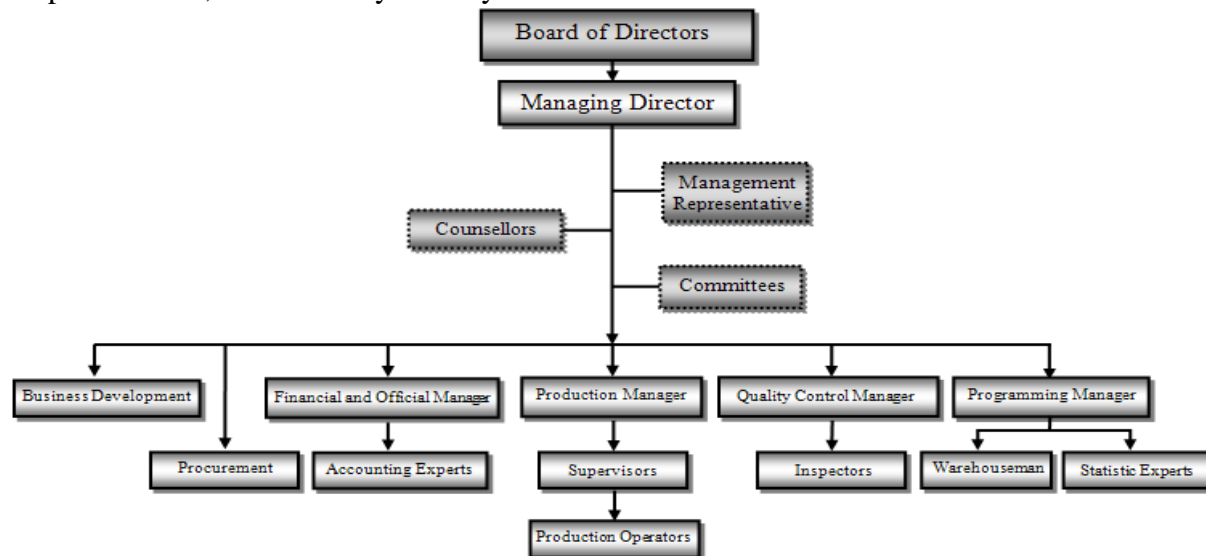 Board of Directors
Managing Director
Management
Representative
Counsellors
Committees
Business Development
Financial and Official Manager
Production Manager
Quality Control Manager
Programming Manager
Procurement
Accounting Experts
Supervisors
Inspectors
Warehouseman
Statistic Experts
Production Operators